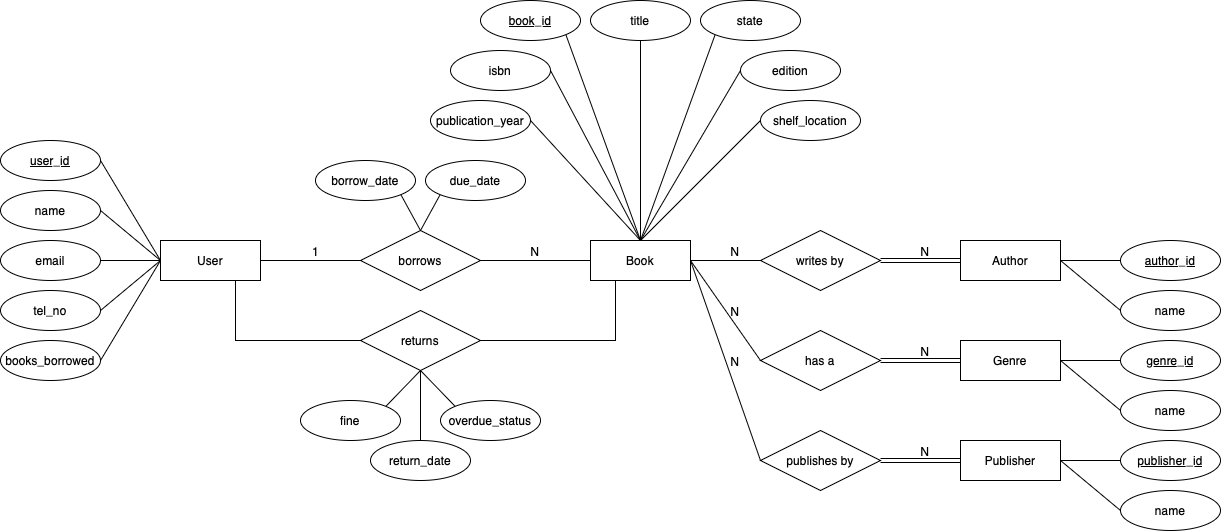 book_id
title
state
isbn
edition
publication_year
shelf_location
user_id
name
email
tel_no
books_borrowed
borrow_date
due_date
User
1
borrows
N
Book
returns
fine
overdue_status
return_date
N
writes by
N
Author
author_id
name
N
has a
N
Genre
genre_id
name
N
publishes by
N
Publisher
publisher_id
name